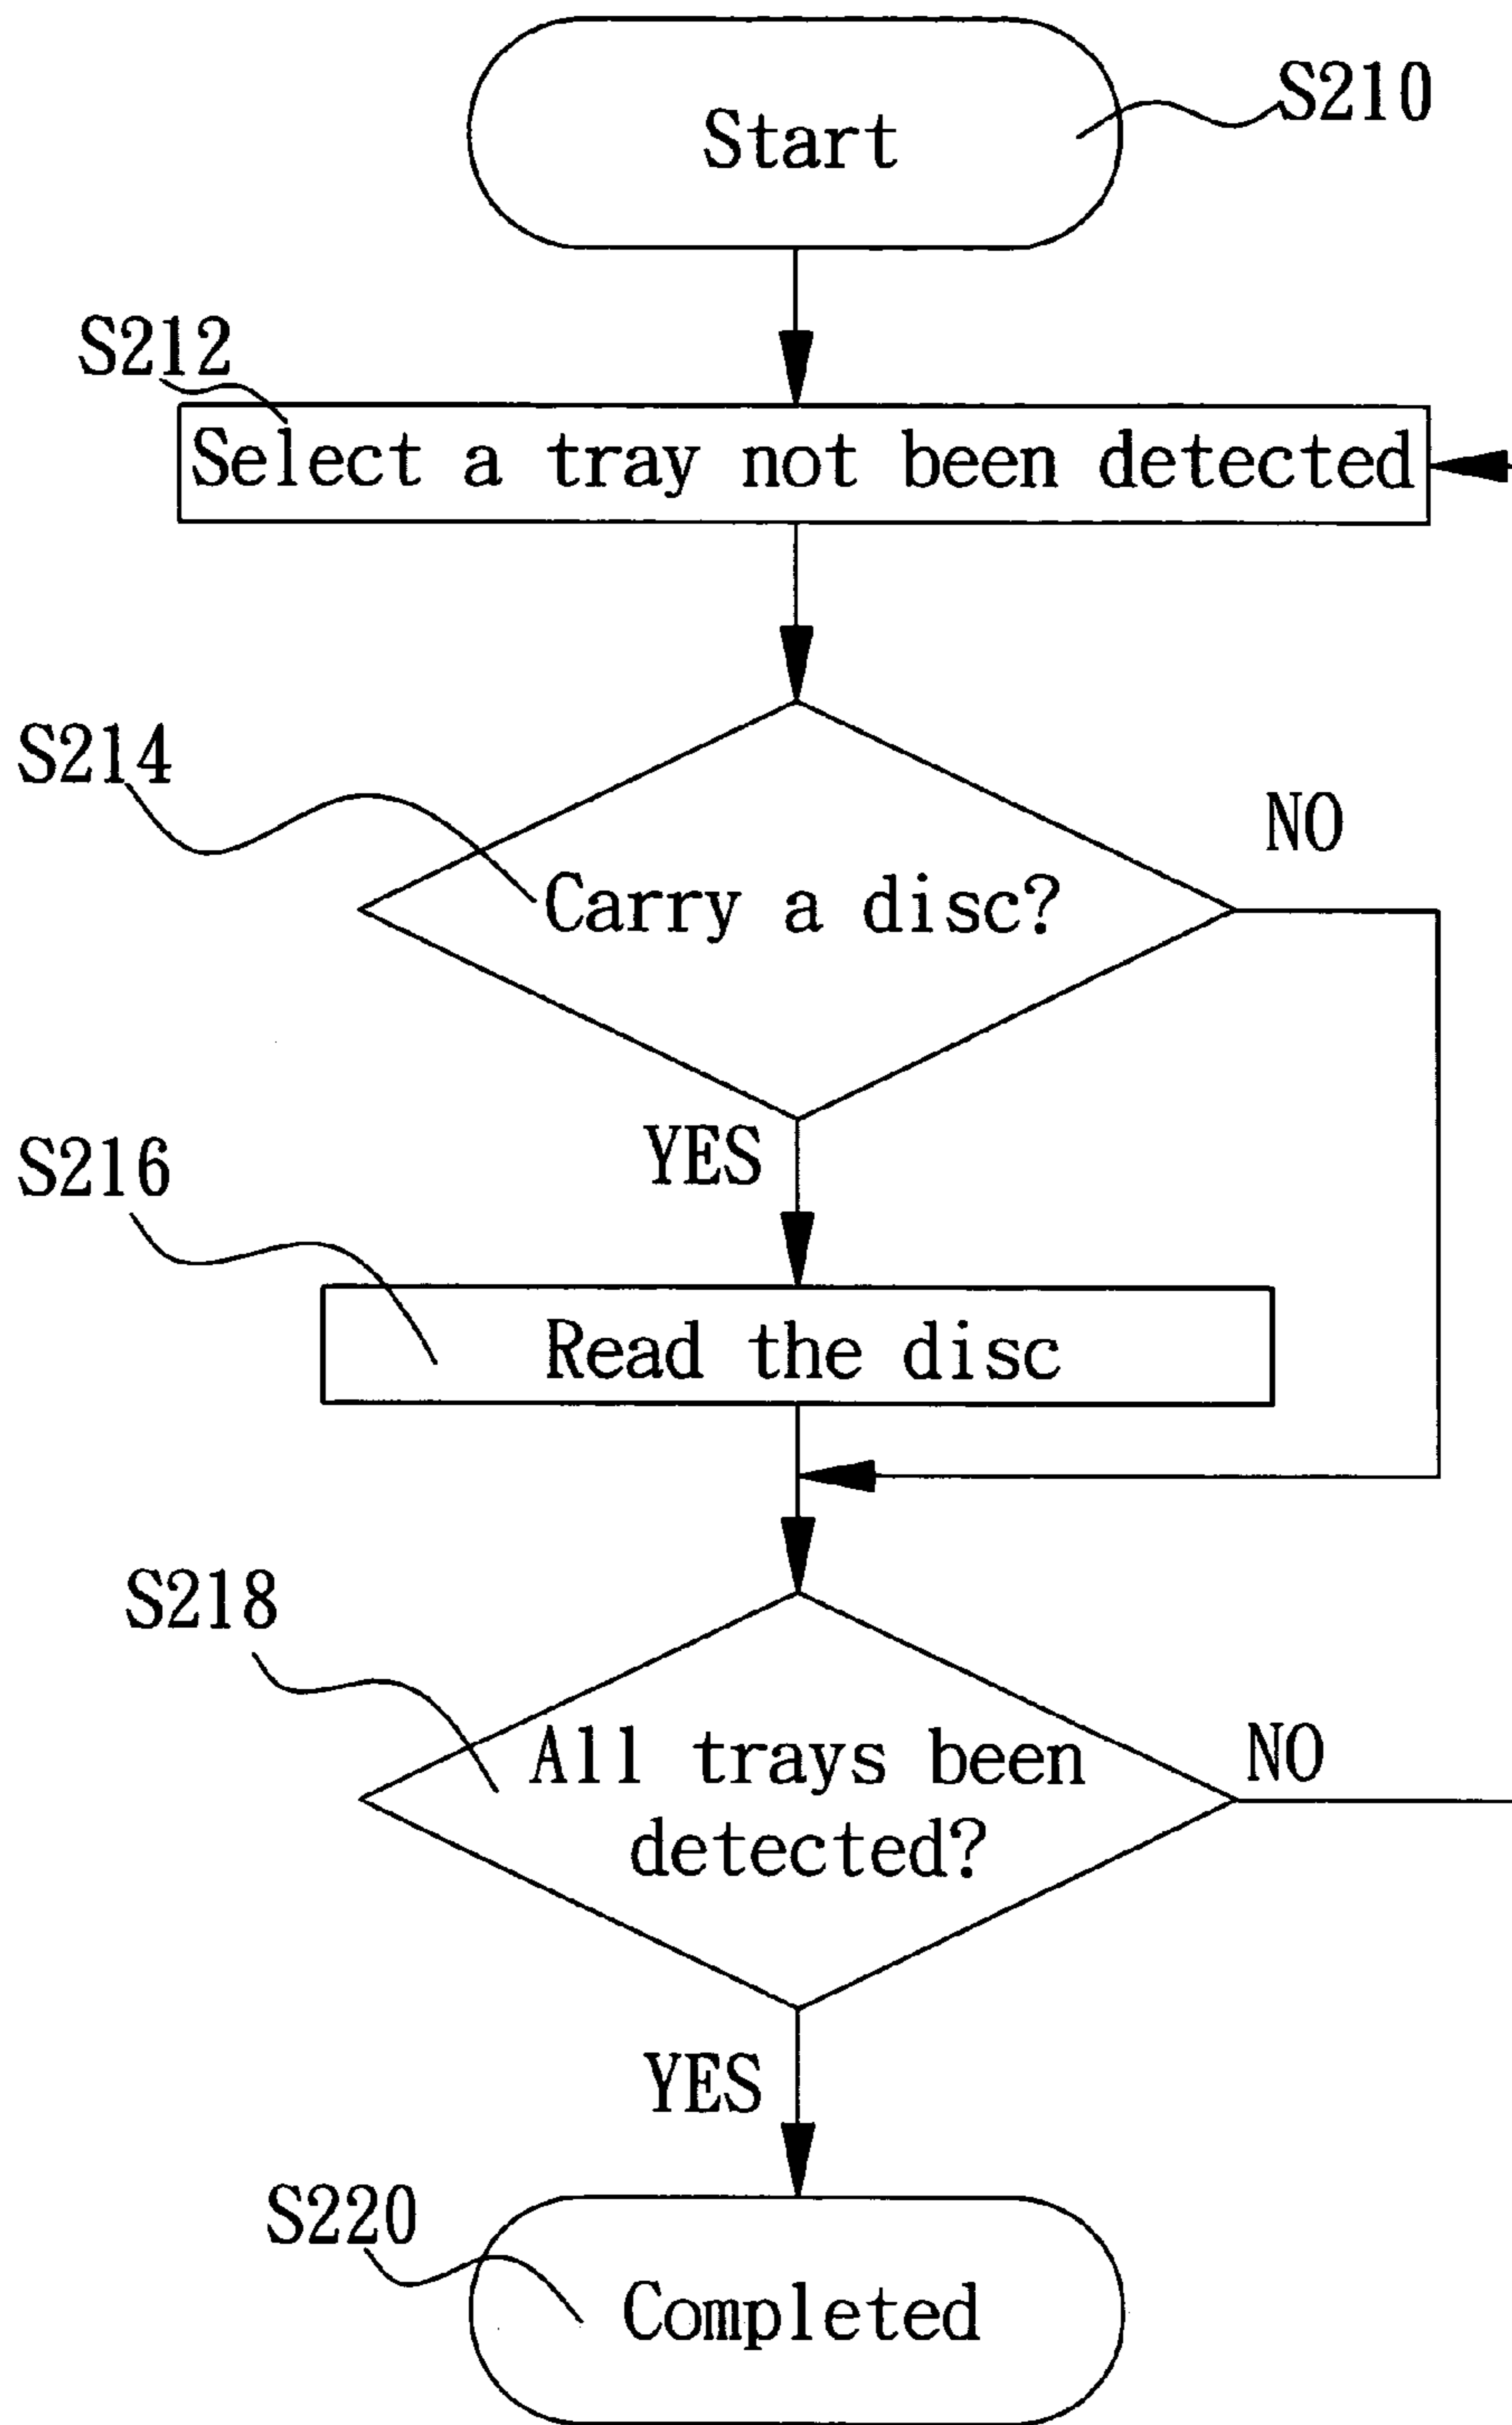 Start
S210
S212
Select a tray not been detected
S214
NO
Carry a disc?
YES
S216
Read the disc
S218
All trays been
detected?
NO
YES
S220
Completed